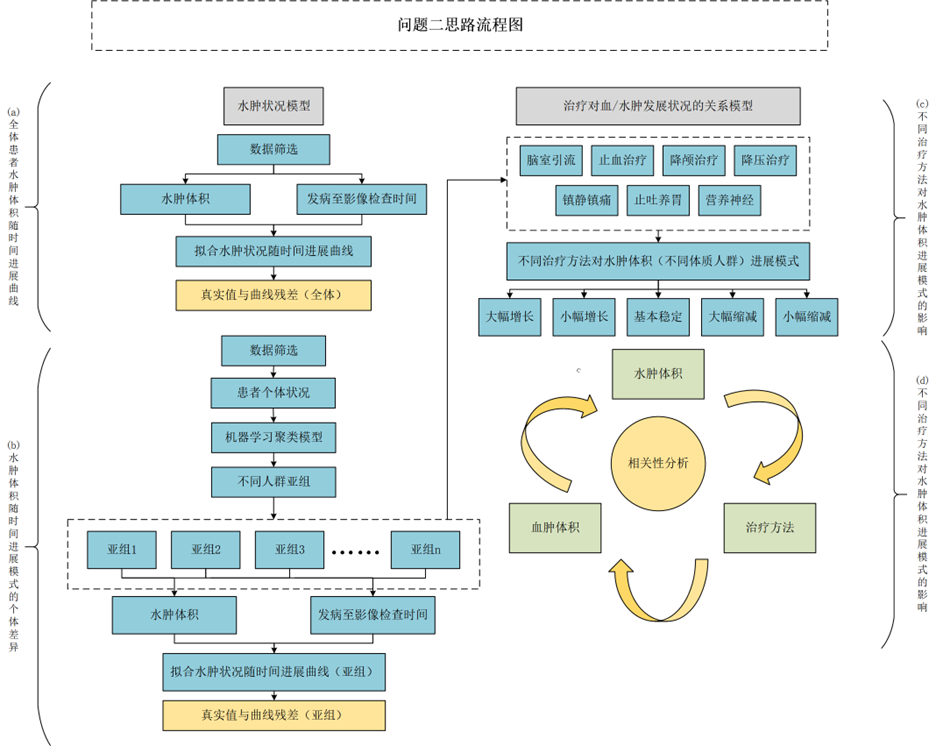 问题二思路流程图
(a)全体患者水肿体积随时间进展曲线
水肿状况模型
数据筛选
水肿体积
发病至影像检查时间
拟合水肿状况随时间进展曲线
真实值与曲线残差（全体）
(b)水肿体积随时间进展模式的个体差异
数据筛选
患者个体状况
机器学习聚类模型
不同人群亚组
亚组1
亚组2
亚组3
……
亚组n
水肿体积
发病至影像检查时间
拟合水肿状况随时间进展曲线（亚组）
真实值与曲线残差（亚组）
治疗对血/水肿发展状况的关系模型
脑室引流
止血治疗
降颅治疗
降压治疗
镇静镇痛
止吐养胃
营养神经
不同治疗方法对水肿体积（不同体质人群）进展模式
大幅增长
小幅增长
基本稳定
大幅缩减
小幅缩减
(c)不同治疗方法对水肿体积进展模式的影响
c
水肿体积
相关性分析
血肿体积
治疗方法
(d)不同治疗方法对水肿体积进展模式的影响